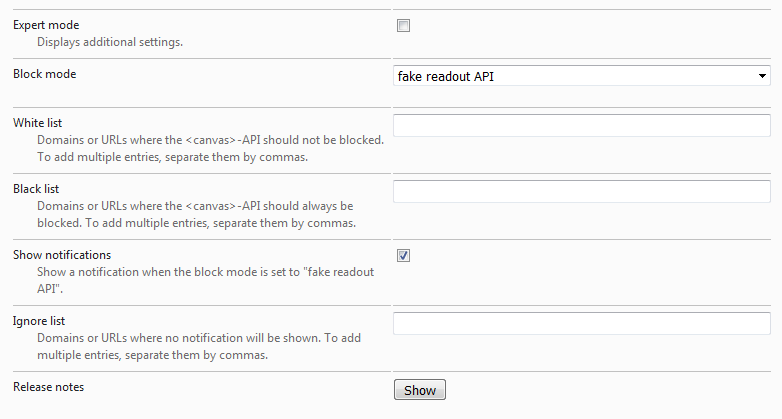 Expert mode
Displays additional settings.
Block mode
fake readout API
White list
Domains or URLs where the <canvas>-API should not be blocked.
To add multiple entries, separate them by commas.
Black list
Domains or URLs where the <canvas>-API should always be
blocked. To add multiple entries, separate them by commas.
Show notifications
Show a notification when the block mode is set to "fake readout
API".
Ignore list
Domains or URLs where no notification will be shown. To add
multiple entries, separate them by commas.
Release notes
Show